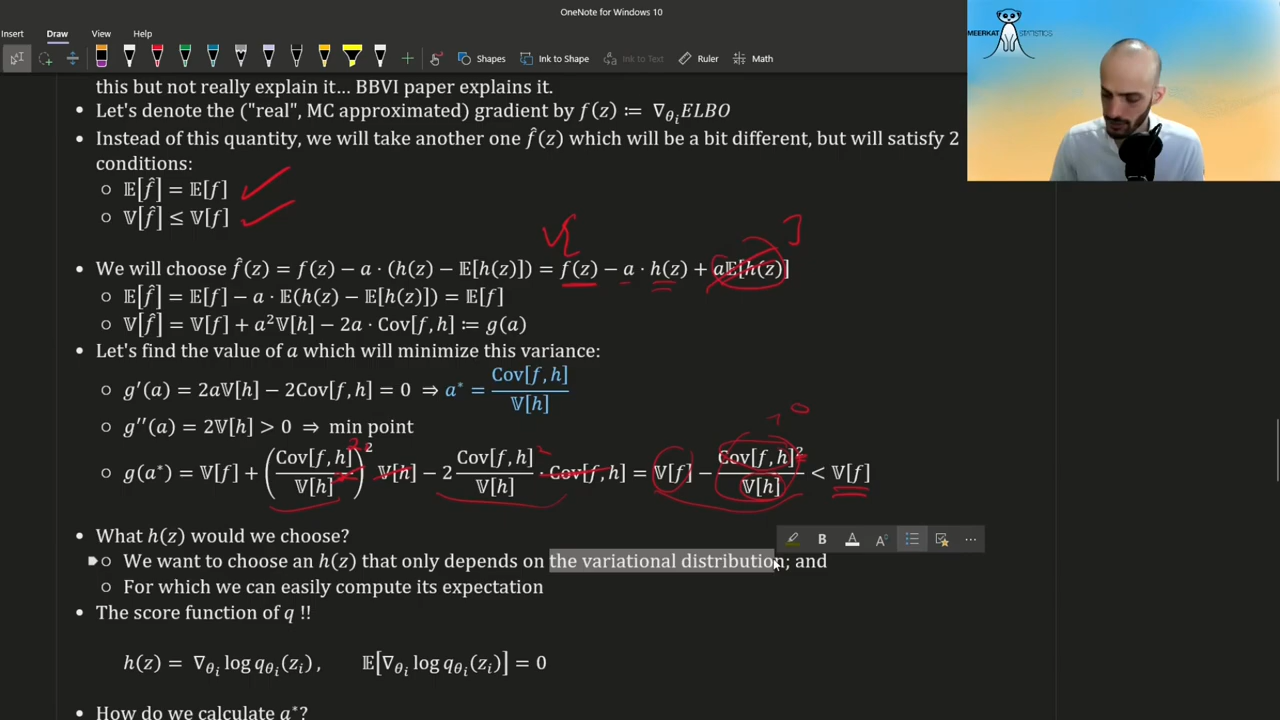 OneNote for Windows 10
Insert Draw View Help
Shapes Ink to Shape Ink to Text Ruler Math
MEERKAT
STATISTICS
this but not really explain it… BBVI paper explains it.
• Let's denote the ("real", MC approximated) gradient by f(z) ≔ ∇θᵢELBO
• Instead of this quantity, we will take another one f̂(z) which will be a bit different, but will satisfy 2
conditions:
○ 𝔼[f̂] = 𝔼[f]
○ 𝕍[f̂] ≤ 𝕍[f]
• We will choose f̂(z) = f(z) − a · (h(z) − 𝔼[h(z)]) = f(z) − a · h(z) + a𝔼[h(z)]
○ 𝔼[f̂] = 𝔼[f] − a · 𝔼(h(z) − 𝔼[h(z)]) = 𝔼[f]
○ 𝕍[f̂] = 𝕍[f] + a²𝕍[h] − 2a · Cov[f, h] ≔ g(a)
• Let's find the value of a which will minimize this variance:
○ g′(a) = 2a𝕍[h] − 2Cov[f, h] = 0 ⇒ a* = Cov[f, h] / 𝕍[h]
○ g′′(a) = 2𝕍[h] > 0 ⇒ min point
○ g(a*) = 𝕍[f] + (Cov[f, h] / 𝕍[h])² 𝕍[h] − 2 Cov[f, h] / 𝕍[h] · Cov[f, h] = 𝕍[f] − Cov[f, h]² / 𝕍[h] < 𝕍[f]
• What h(z) would we choose?
○ We want to choose an h(z) that only depends on the variational distribution; and
○ For which we can easily compute its expectation
• The score function of q !!
h(z) = ∇θᵢ log qθᵢ(zᵢ) , 𝔼[∇θᵢ log qθᵢ(zᵢ)] = 0
• How do we calculate a*?